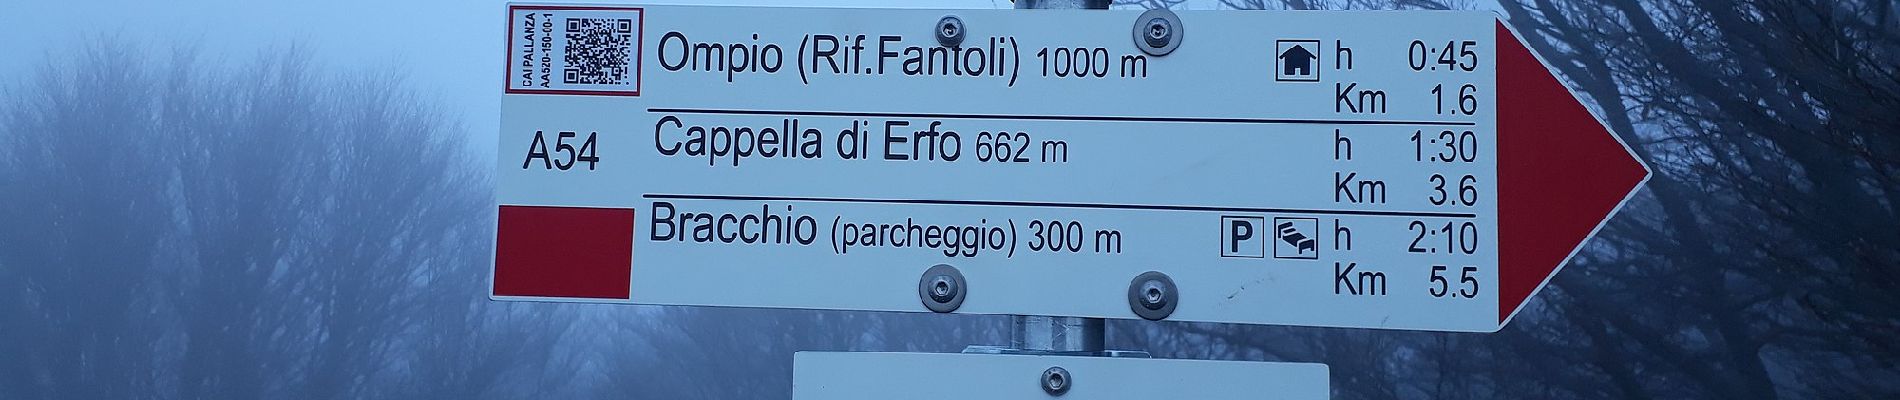 CAI PALLANZA
AA520-150-00-1
Ompio (Rif.Fantoli) 1000 m h 0:45
Km 1.6
A54
Cappella di Erfo 662 m h 1:30
Km 3.6
Bracchio (parcheggio) 300 m P h 2:10
Km 5.5